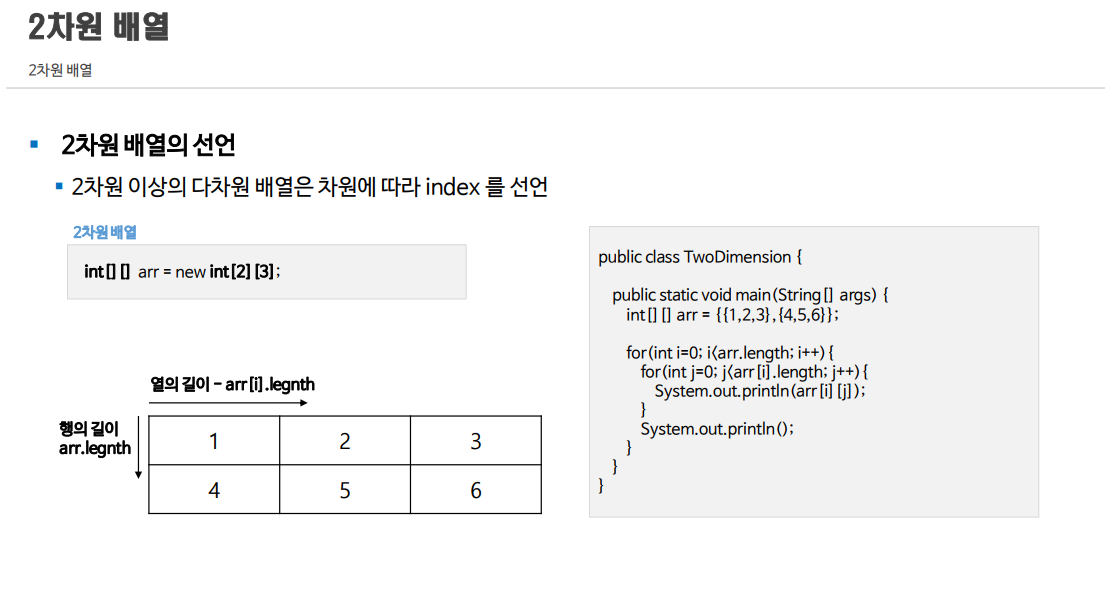 2차원 배열
2차원 배열
2차원 배열의 선언
2차원 이상의 다차원 배열은 차원에 따라 index 를 선언
2차원 배열
int[][] arr = new int[2][3];
열의 길이 – arr[i].legnth
행의 길이
arr.legnth
1 2 3
4 5 6
public class TwoDimension {
public static void main(String[] args) {
int[][] arr = {{1,2,3},{4,5,6}};
for(int i=0; i<arr.length; i++){
for(int j=0; j<arr[i].length; j++){
System.out.println(arr[i][j]);
}
System.out.println();
}
}
}